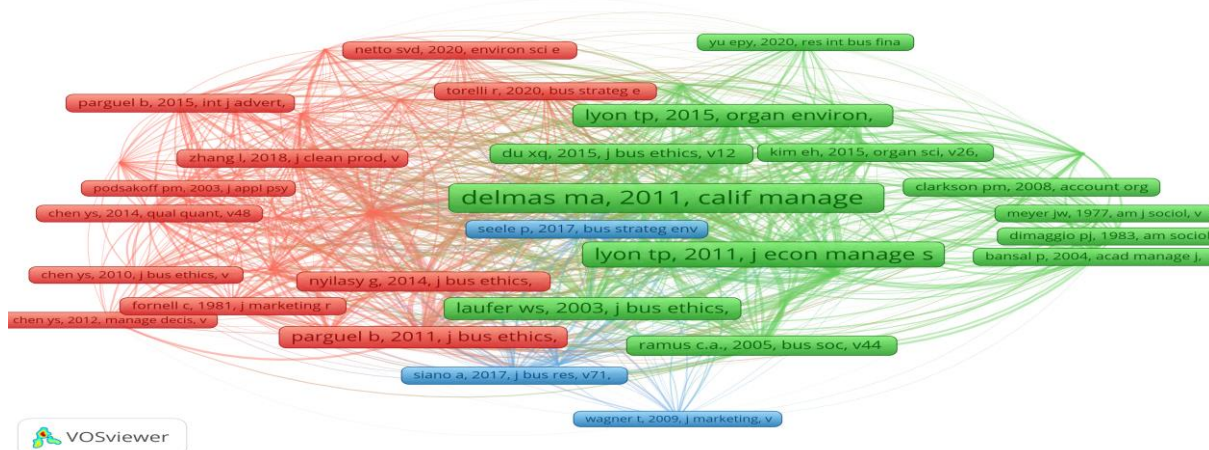 yu epy, 2020, res int bus fina
netto svd, 2020, environ sci e
torelli r, 2020, bus strateg e
parguel b, 2015, int j advert,
lyon tp, 2015, organ environ,
zhang l, 2018, j clean prod, v
du xq, 2015, j bus ethics, v12
kim eh, 2015, organ sci, v26,
podsakoff pm, 2003, j appl psy
delmas ma, 2011, calif manage
clarkson pm, 2008, account org
chen ys, 2014, qual quant, v48
seele p, 2017, bus strateg env
meyer jw, 1977, am j sociol, v
dimaggio pj, 1983, am sociol
lyon tp, 2011, j econ manage s
bansal p, 2004, acad manage j,
chen ys, 2010, j bus ethics, v
nyilasy g, 2014, j bus ethics,
fornell c, 1981, j marketing r
laufer ws, 2003, j bus ethics,
chen ys, 2012, manage decis, v
parguel b, 2011, j bus ethics,
ramus c.a., 2005, bus soc, v44
siano a, 2017, j bus res, v71,
wagner t, 2009, j marketing, v
VOSviewer